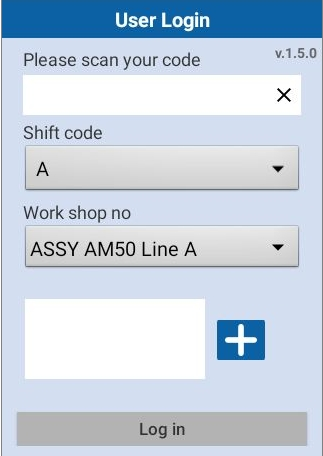 User Login
v.1.5.0
Please scan your code
Shift code
A
Work shop no
ASSY AM50 Line A
Log in